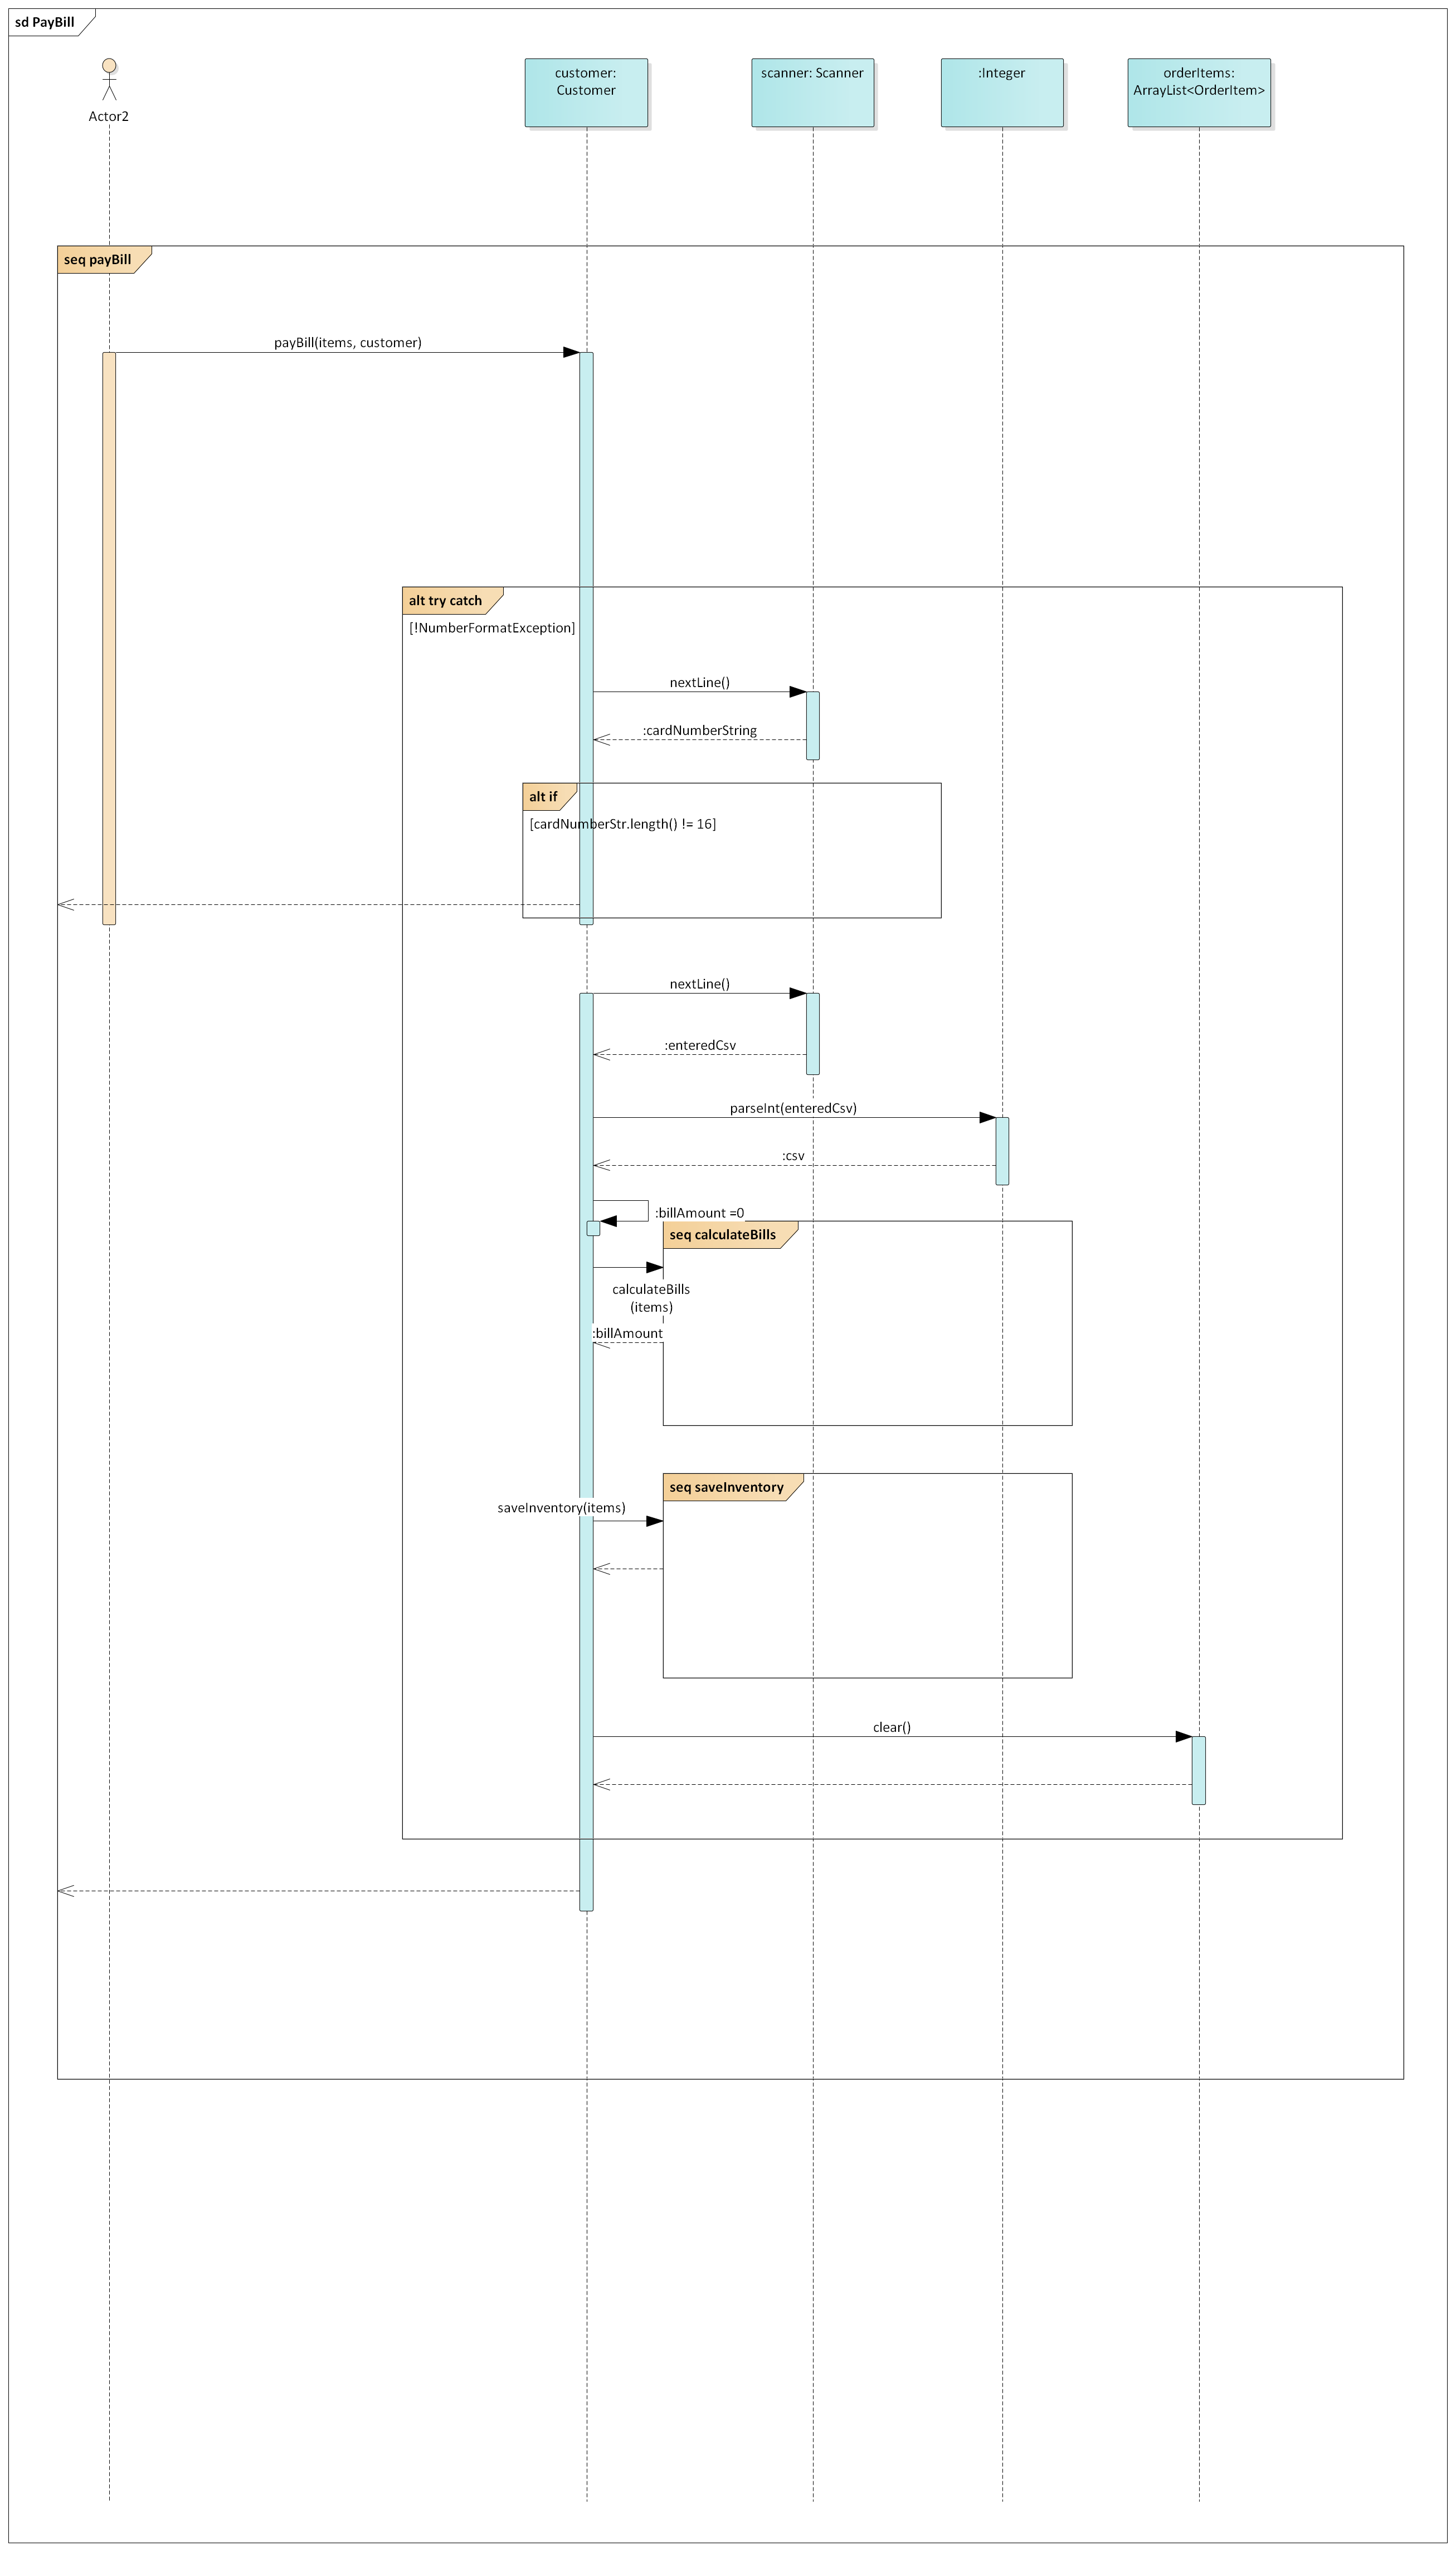 sd PayBill
Actor2
customer:
Customer
scanner: Scanner
:Integer
orderItems:
ArrayList<OrderItem>
seq payBill
payBill(items, customer)
alt try catch
[!NumberFormatException]
nextLine()
:cardNumberString
alt if
[cardNumberStr.length() != 16]
nextLine()
:enteredCsv
parseInt(enteredCsv)
:csv
:billAmount =0
seq calculateBills
calculateBills
(items)
:billAmount
seq saveInventory
saveInventory(items)
clear()